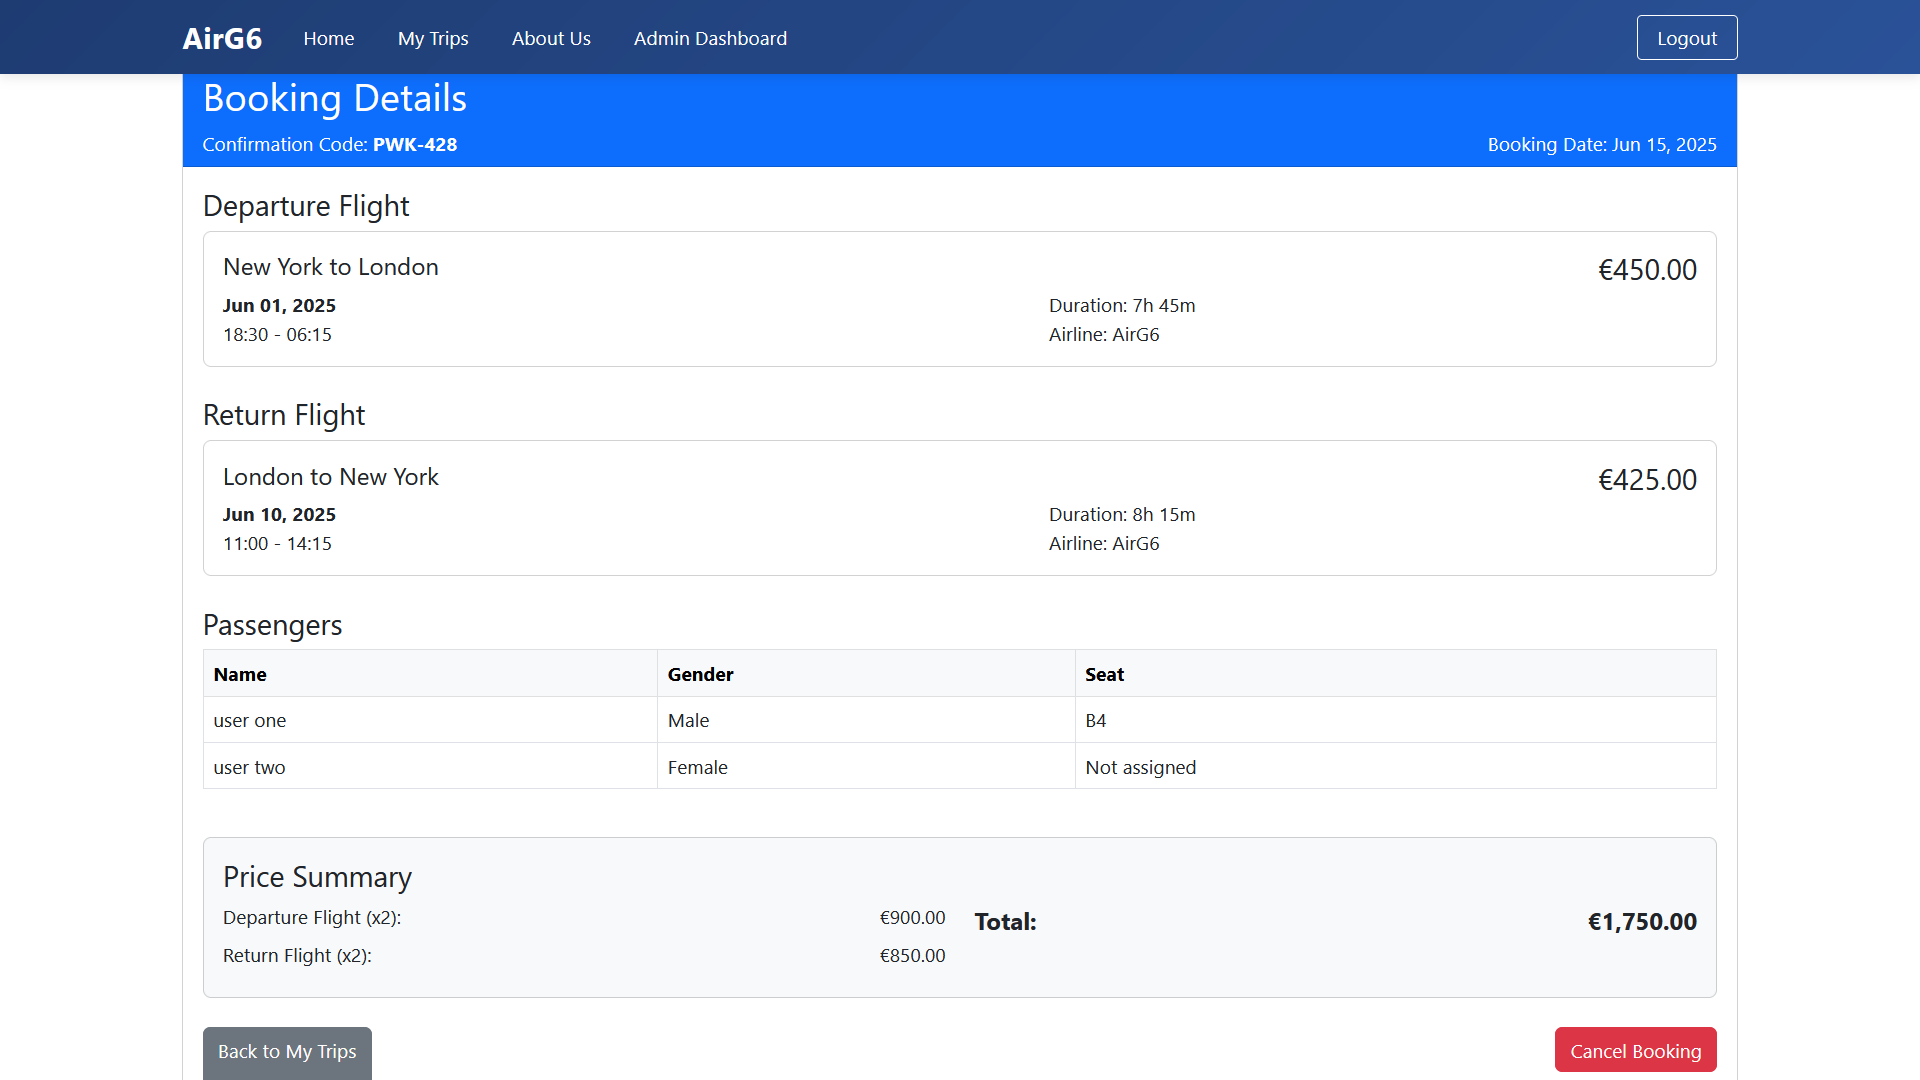 AirG6 Home My Trips About Us Admin Dashboard Logout
Booking Details
Confirmation Code: PWK-428 Booking Date: Jun 15, 2025
Departure Flight
New York to London €450.00
Jun 01, 2025 Duration: 7h 45m
18:30 - 06:15 Airline: AirG6
Return Flight
London to New York €425.00
Jun 10, 2025 Duration: 8h 15m
11:00 - 14:15 Airline: AirG6
Passengers
Name Gender Seat
user one Male B4
user two Female Not assigned
Price Summary
Departure Flight (x2): €900.00 Total: €1,750.00
Return Flight (x2): €850.00
Back to My Trips Cancel Booking